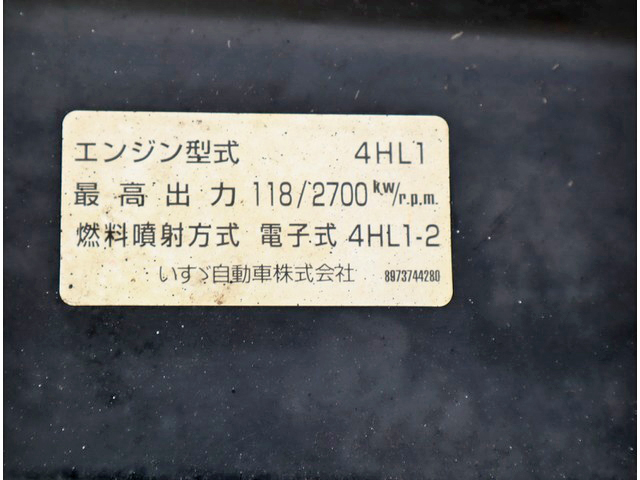 エンジン型式 4HL1
最高出力 118/2700 kw/r.p.m.
燃料噴射方式 電子式 4HL1-2
いすゞ自動車株式会社 8973744280